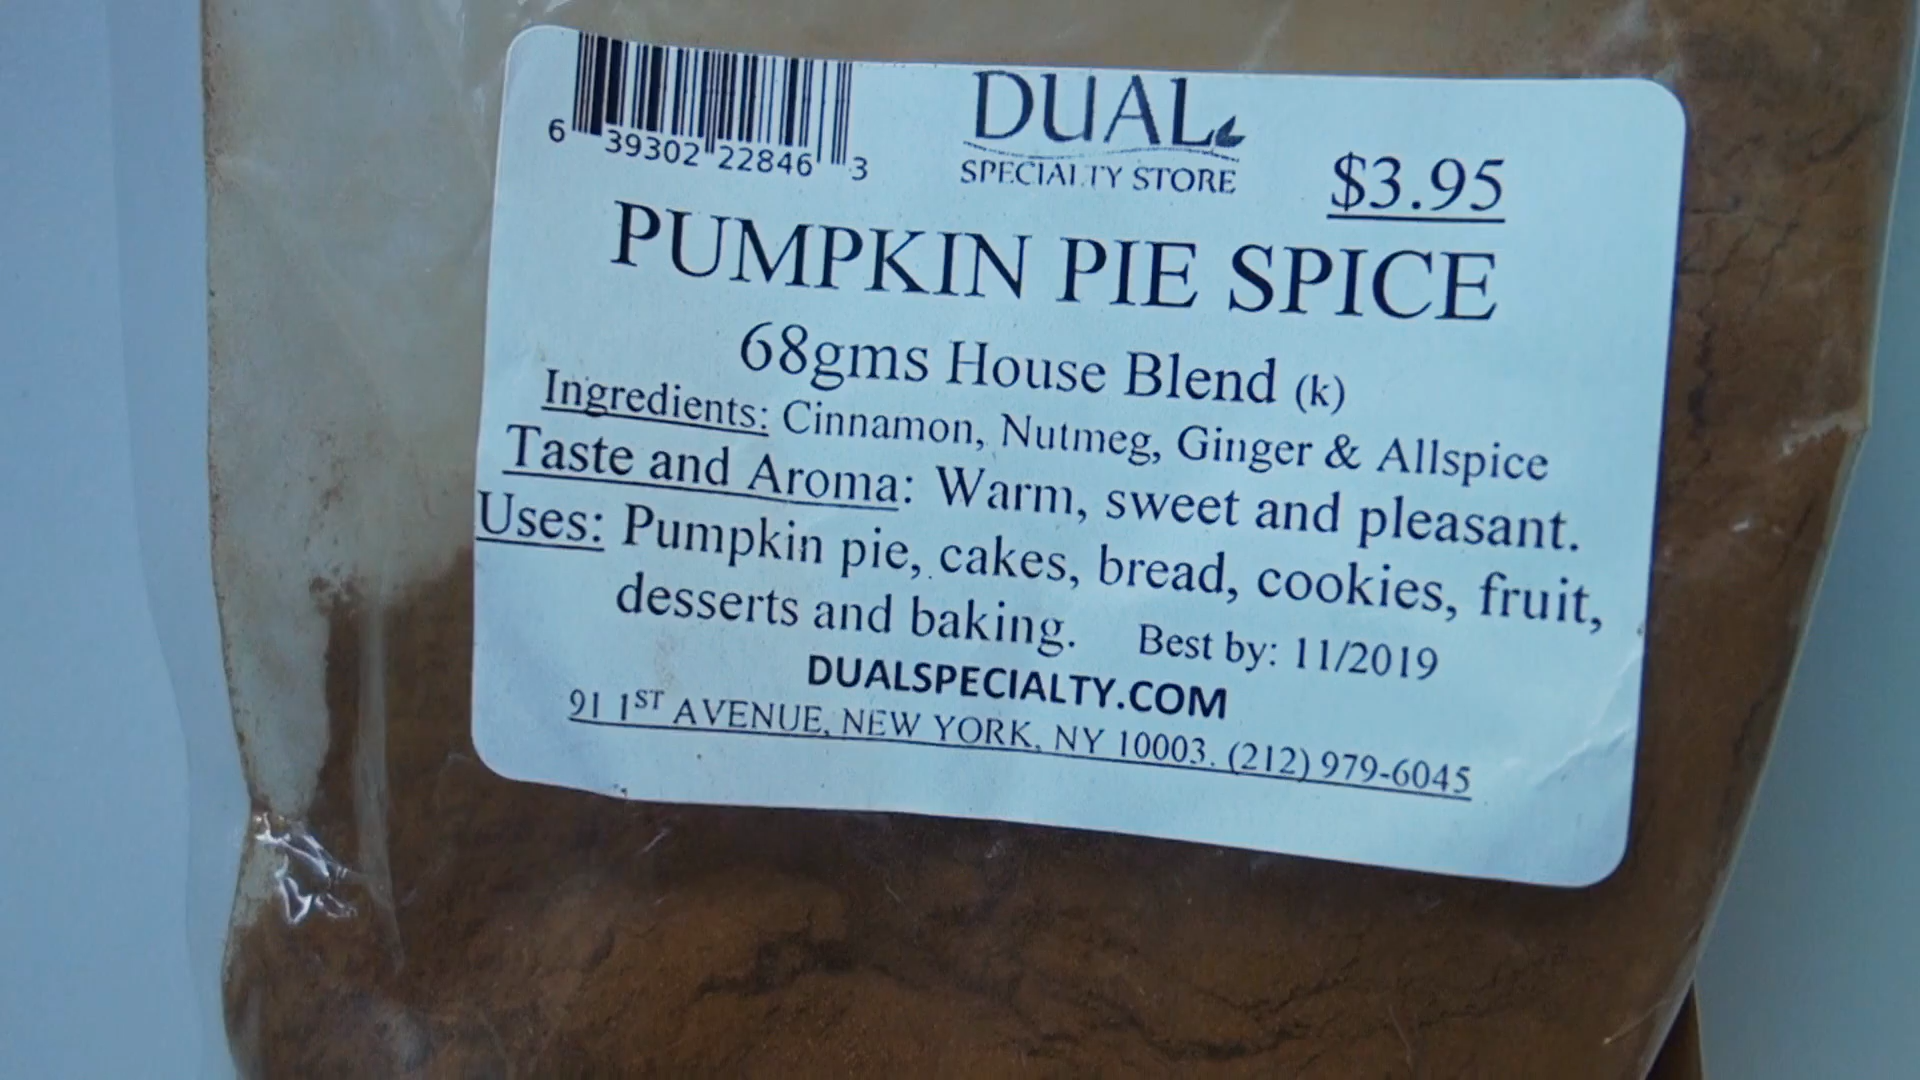 6 39302 22846 3
DUAL
SPECIALTY STORE
$3.95
PUMPKIN PIE SPICE
68gms House Blend (k)
Ingredients: Cinnamon, Nutmeg, Ginger & Allspice
Taste and Aroma: Warm, sweet and pleasant.
Uses: Pumpkin pie, cakes, bread, cookies, fruit,
desserts and baking. Best by: 11/2019
DUALSPECIALTY.COM
91 1ST AVENUE, NEW YORK, NY 10003. (212) 979-6045